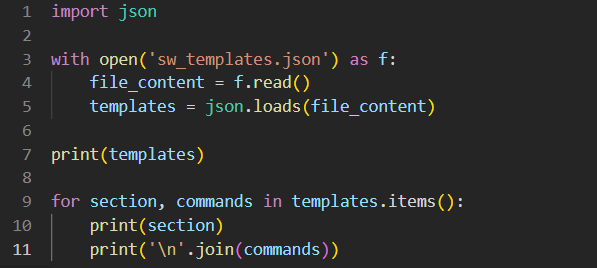 1 import json
2
3 with open('sw_templates.json') as f:
4     file_content = f.read()
5     templates = json.loads(file_content)
6
7 print(templates)
8
9 for section, commands in templates.items():
10     print(section)
11     print('\n'.join(commands))